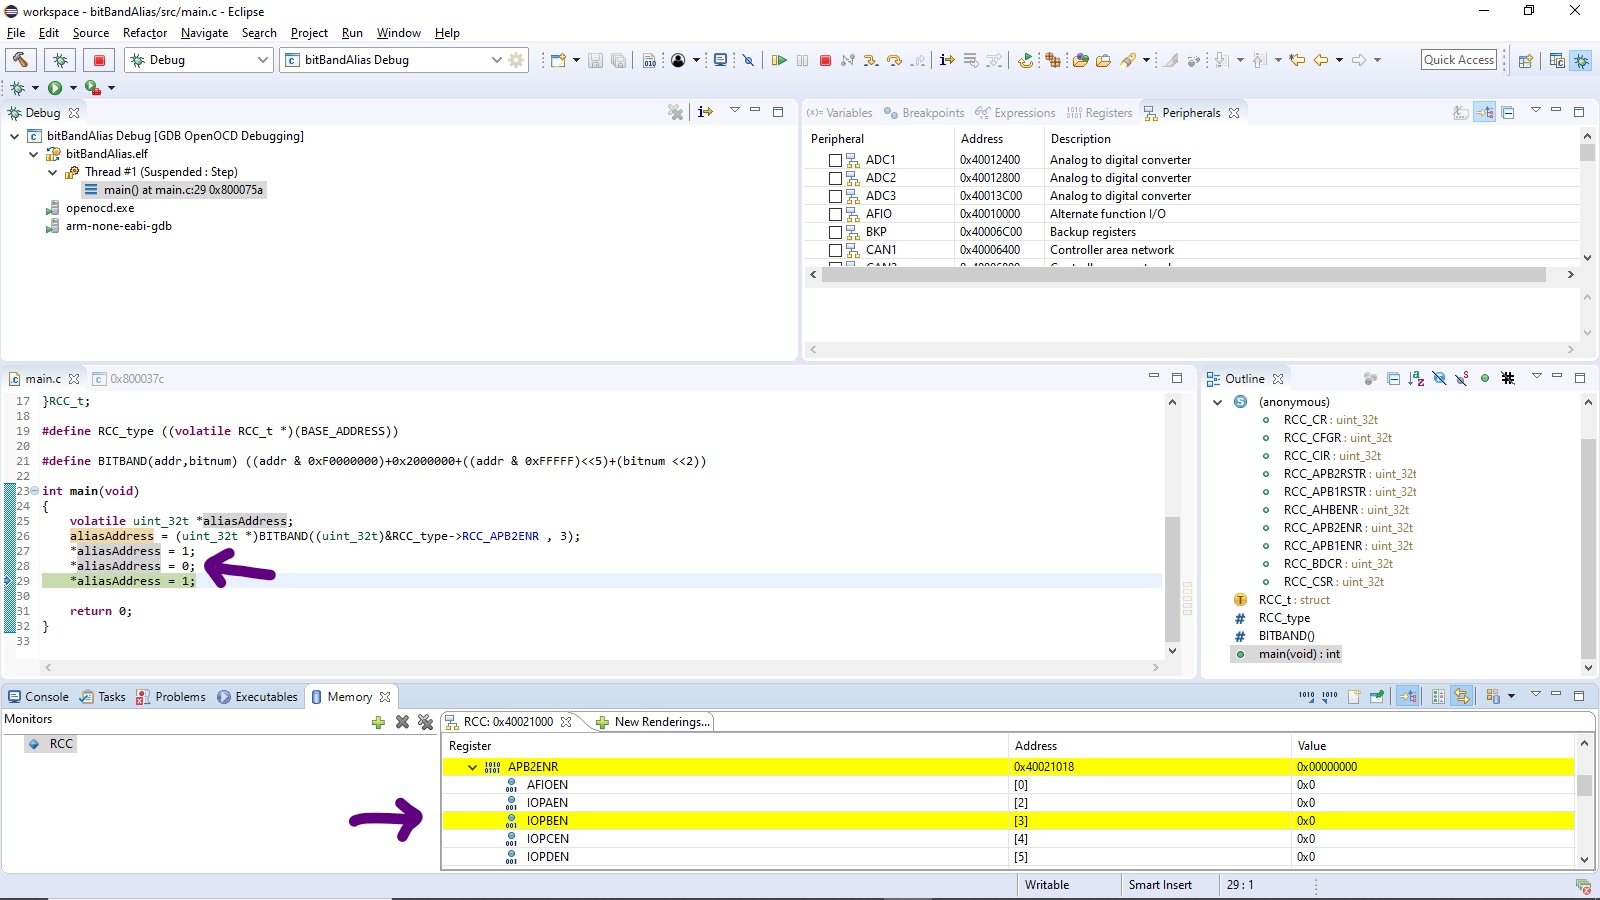 workspace - bitBandAlias/src/main.c - Eclipse
File Edit Source Refactor Navigate Search Project Run Window Help
Debug bitBandAlias Debug Quick Access
Debug
bitBandAlias Debug [GDB OpenOCD Debugging]
bitBandAlias.elf
Thread #1 (Suspended : Step)
main() at main.c:29 0x800075a
openocd.exe
arm-none-eabi-gdb
(x)= Variables Breakpoints Expressions Registers Peripherals
Peripheral Address Description
ADC1 0x40012400 Analog to digital converter
ADC2 0x40012800 Analog to digital converter
ADC3 0x40013C00 Analog to digital converter
AFIO 0x40010000 Alternate function I/O
BKP 0x40006C00 Backup registers
CAN1 0x40006400 Controller area network
main.c 0x800037c
17 }RCC_t;
18
19 #define RCC_type ((volatile RCC_t *)(BASE_ADDRESS))
20
21 #define BITBAND(addr,bitnum) ((addr & 0xF0000000)+0x2000000+((addr & 0xFFFFF)<<5)+(bitnum <<2))
22
23 int main(void)
24 {
25 volatile uint_32t *aliasAddress;
26 aliasAddress = (uint_32t *)BITBAND((uint_32t)&RCC_type->RCC_APB2ENR , 3);
27 *aliasAddress = 1;
28 *aliasAddress = 0;
29 *aliasAddress = 1;
30
31 return 0;
32 }
33
Outline
(anonymous)
RCC_CR : uint_32t
RCC_CFGR : uint_32t
RCC_CIR : uint_32t
RCC_APB2RSTR : uint_32t
RCC_APB1RSTR : uint_32t
RCC_AHBENR : uint_32t
RCC_APB2ENR : uint_32t
RCC_APB1ENR : uint_32t
RCC_BDCR : uint_32t
RCC_CSR : uint_32t
RCC_t : struct
RCC_type
BITBAND()
main(void) : int
Console Tasks Problems Executables Memory
Monitors
RCC
RCC: 0x40021000 New Renderings...
Register Address Value
APB2ENR 0x40021018 0x00000000
AFIOEN [0] 0x0
IOPAEN [2] 0x0
IOPBEN [3] 0x0
IOPCEN [4] 0x0
IOPDEN [5] 0x0
Writable Smart Insert 29 : 1